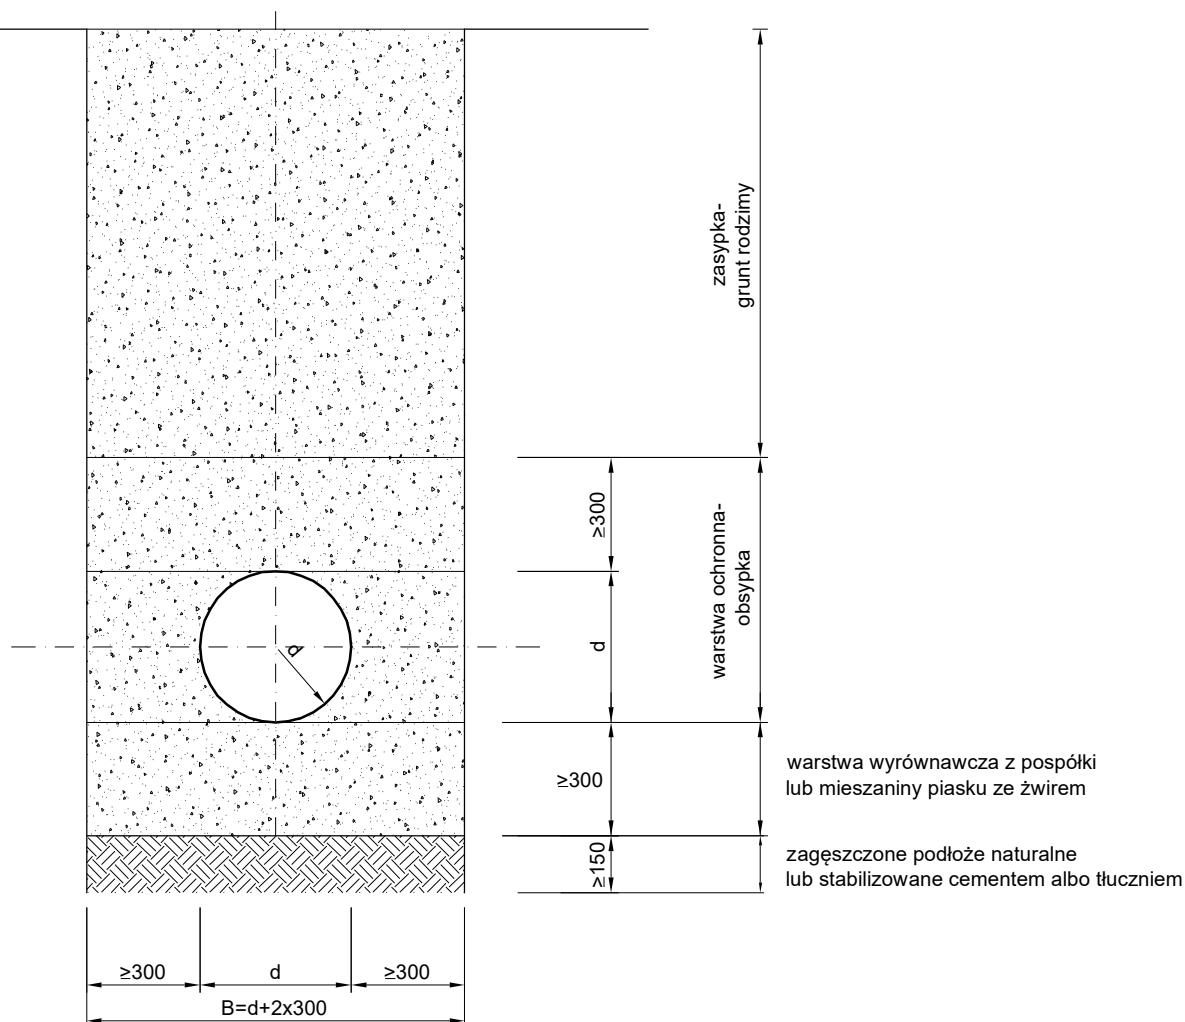 zasypka-
grunt rodzimy
≥300
warstwa ochronna-
obsypka
d
d
≥300
warstwa wyrównawcza z pospółki
lub mieszaniny piasku ze żwirem
≥150
zagęszczone podłoże naturalne
lub stabilizowane cementem albo tłuczniem
≥300
d
≥300
B=d+2x300